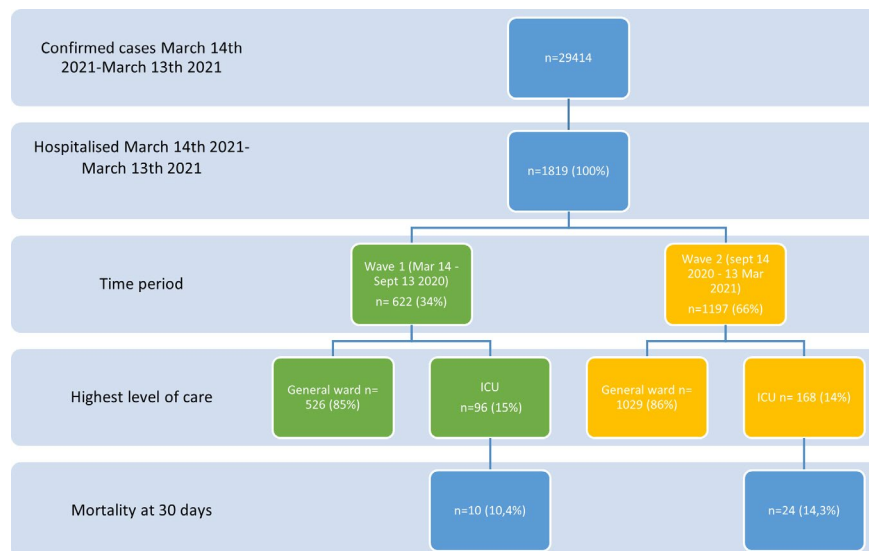 Confirmed cases March 14th
2021-March 13th 2021
n=29414
Hospitalised March 14th 2021-
March 13th 2021
n=1819 (100%)
Time period
Wave 1 (Mar 14 -
Sept 13 2020)
n= 622 (34%)
Wave 2 (sept 14
2020 - 13 Mar
2021)
n=1197 (66%)
Highest level of care
General ward n=
526 (85%)
ICU
n=96 (15%)
General ward n=
1029 (86%)
ICU n= 168 (14%)
Mortality at 30 days
n=10 (10,4%)
n=24 (14,3%)